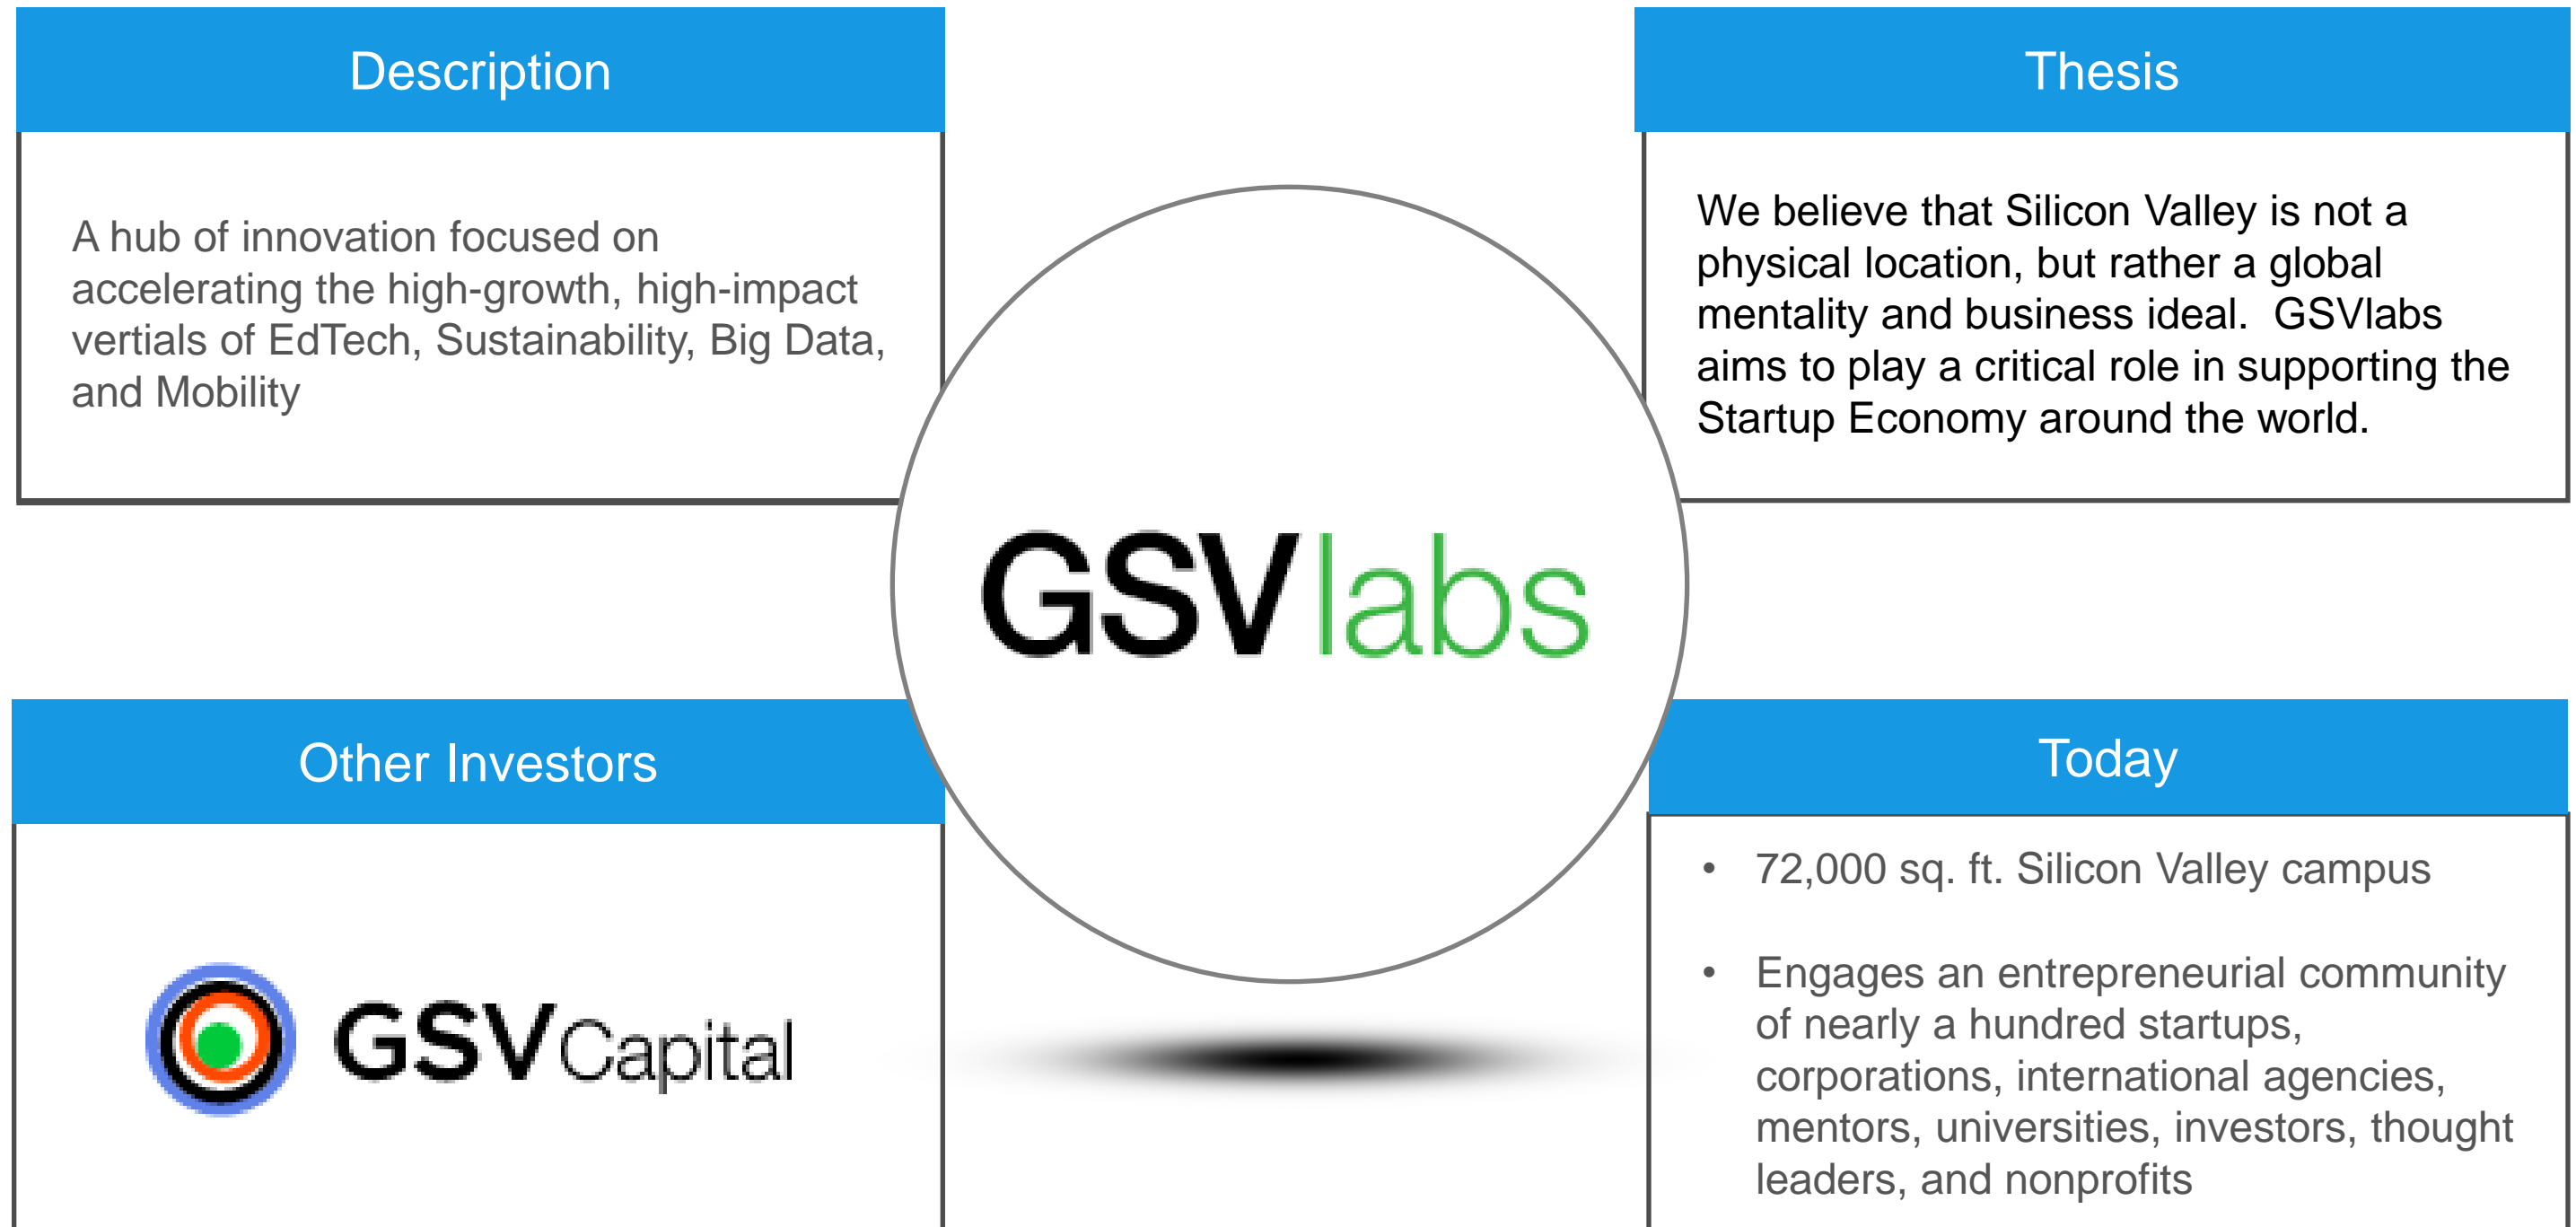 Description
A hub of innovation focused on
accelerating the high-growth, high-impact
vertials of EdTech, Sustainability, Big Data,
and Mobility
Thesis
We believe that Silicon Valley is not a
physical location, but rather a global
mentality and business ideal.  GSVlabs
aims to play a critical role in supporting the
Startup Economy around the world.
GSVlabs
Other Investors
GSVCapital
Today
• 72,000 sq. ft. Silicon Valley campus
• Engages an entrepreneurial community
of nearly a hundred startups,
corporations, international agencies,
mentors, universities, investors, thought
leaders, and nonprofits